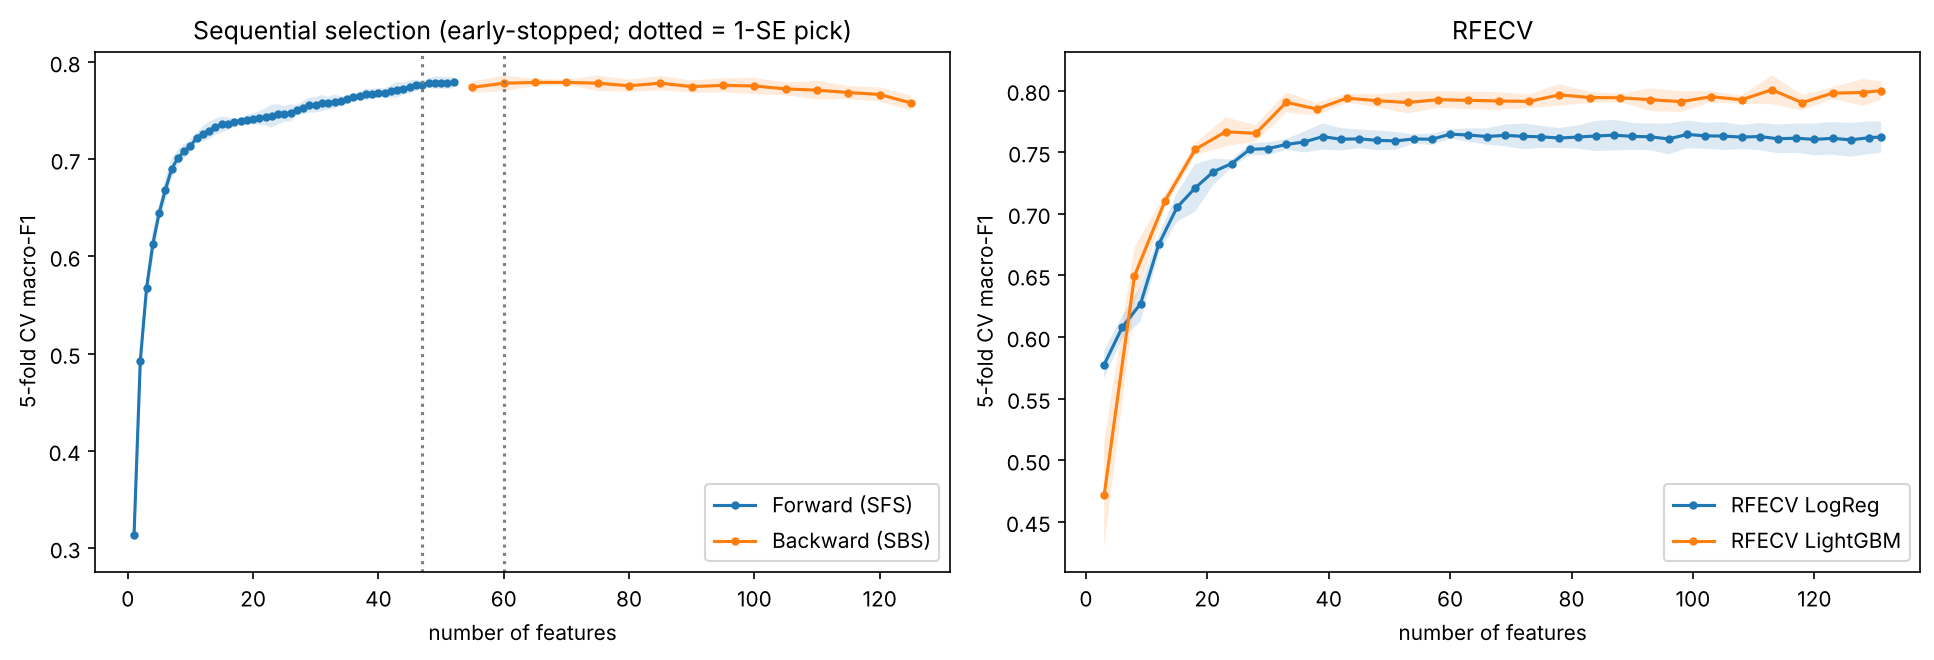 Sequential selection (early-stopped; dotted = 1-SE pick)
5-fold CV macro-F1
0.8
0.7
0.6
0.5
0.4
0.3
Forward (SFS)
Backward (SBS)
0 20 40 60 80 100 120
number of features
RFECV
5-fold CV macro-F1
0.80
0.75
0.70
0.65
0.60
0.55
0.50
0.45
RFECV LogReg
RFECV LightGBM
0 20 40 60 80 100 120
number of features